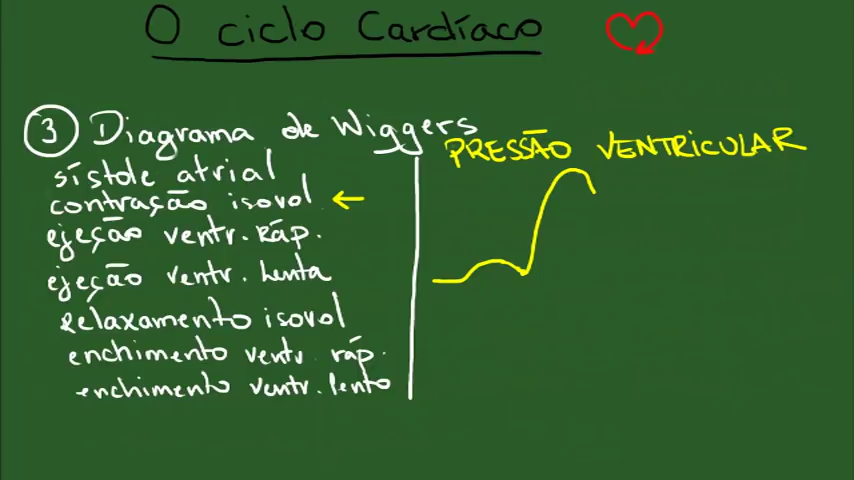 O ciclo Cardíaco
3 Diagrama de Wiggers
PRESSÃO VENTRICULAR
sístole atrial
contração isovol.
ejeção ventr. ráp.
ejeção ventr. lenta
relaxamento isovol
enchimento ventr. ráp.
enchimento ventr. lento